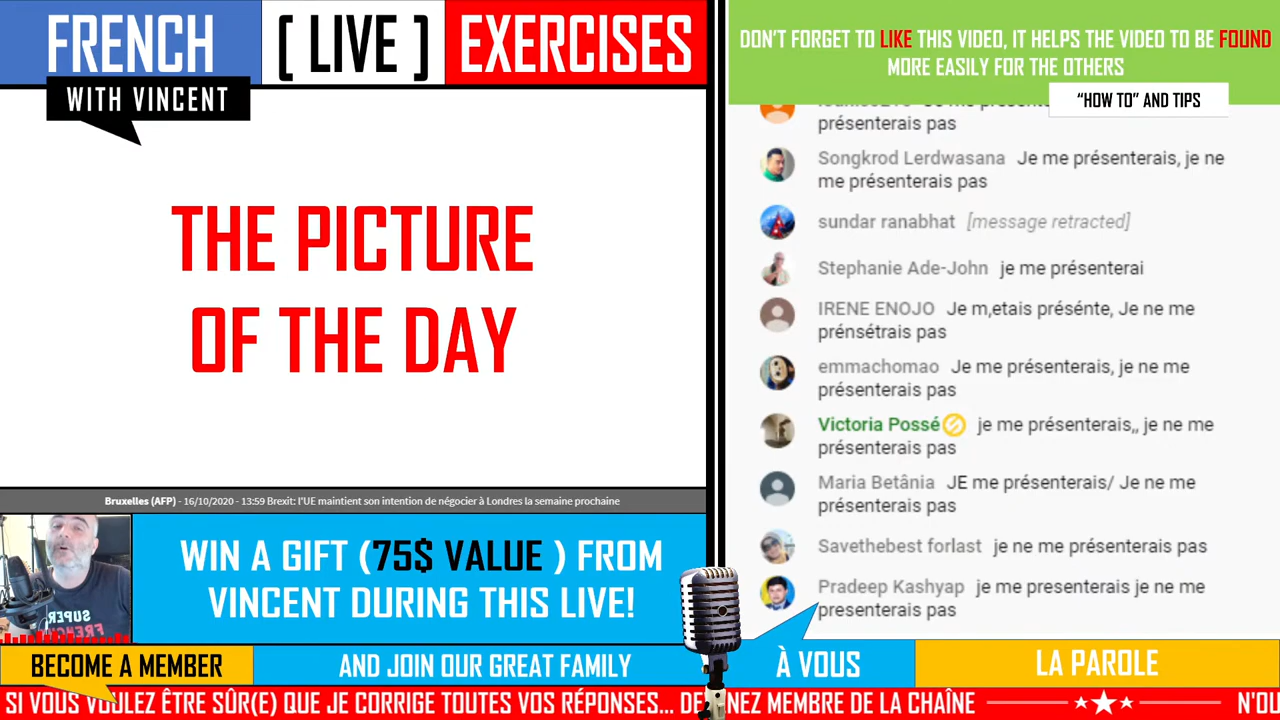 FRENCH
[ LIVE ]
EXERCISES
WITH VINCENT
THE PICTURE
OF THE DAY
Bruxelles (AFP) - 16/10/2020 - 13:59 Brexit: l'UE maintient son intention de négocier à Londres la semaine prochaine
SUPER
FRENCH
WIN A GIFT (75$ VALUE ) FROM
VINCENT DURING THIS LIVE!
BECOME A MEMBER
AND JOIN OUR GREAT FAMILY
DON'T FORGET TO LIKE THIS VIDEO, IT HELPS THE VIDEO TO BE FOUND
MORE EASILY FOR THE OTHERS
“HOW TO” AND TIPS
présenterais pas
Songkrod Lerdwasana Je me présenterais, je ne
me présenterais pas
sundar ranabhat [message retracted]
Stephanie Ade-John je me présenterai
IRENE ENOJO Je m,etais présénte, Je ne me
prénsétrais pas
emmachomao Je me présenterais, je ne me
présenterais pas
Victoria Possé je me présenterais,, je ne me
présenterais pas
Maria Betânia JE me présenterais/ Je ne me
présenterais pas
Savethebest forlast je ne me présenterais pas
Pradeep Kashyap je me presenterais je ne me
presenterais pas
À VOUS
LA PAROLE
SI VOUS VOULEZ ÊTRE SÛR(E) QUE JE CORRIGE TOUTES VOS RÉPONSES... DE NEZ MEMBRE DE LA CHAÎNE
N'OU